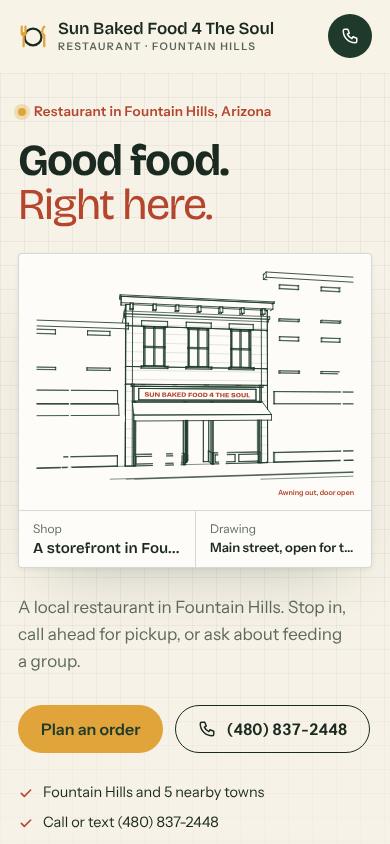 Sun Baked Food 4 The Soul
RESTAURANT · FOUNTAIN HILLS
Restaurant in Fountain Hills, Arizona
Good food.
Right here.
SUN BAKED FOOD 4 THE SOUL
Awning out, door open
Shop
A storefront in Fou...
Drawing
Main street, open for t...
A local restaurant in Fountain Hills. Stop in,
call ahead for pickup, or ask about feeding
a group.
Plan an order
(480) 837-2448
Fountain Hills and 5 nearby towns
Call or text (480) 837-2448